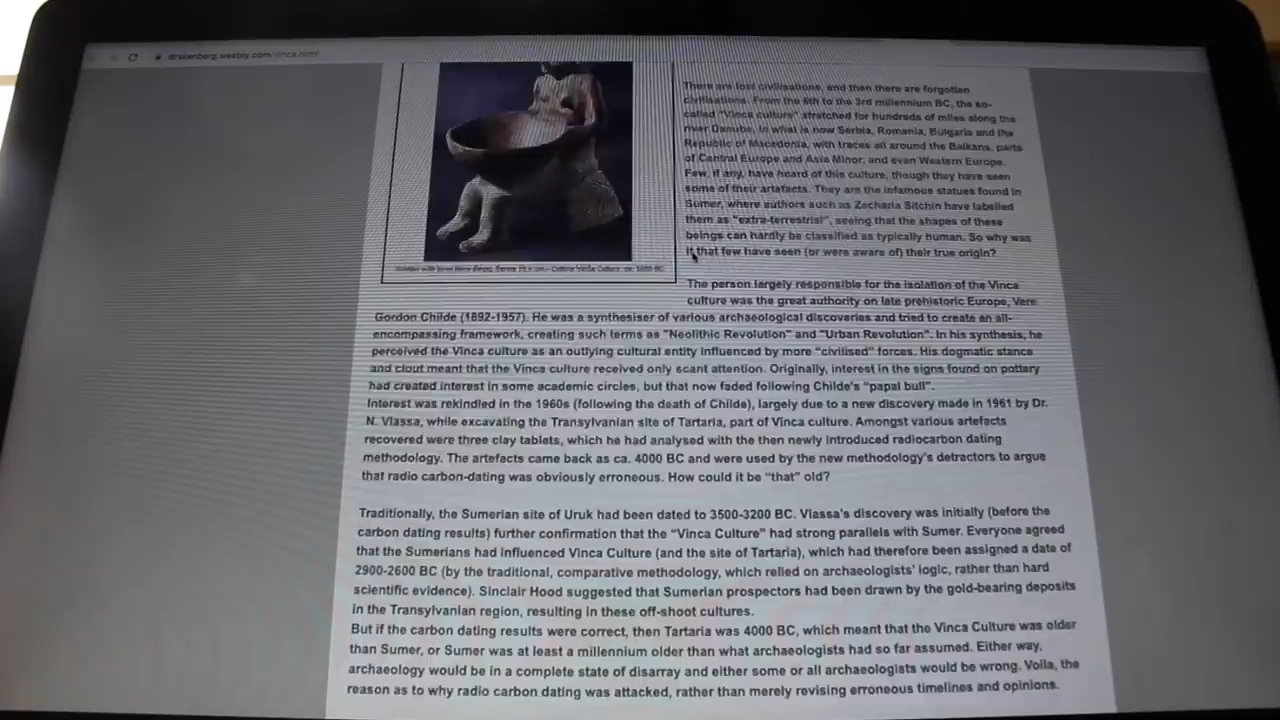 drakenberg.weebly.com/vinca.html
There are lost civilisations, and then there are forgotten
civilisations. From the 6th to the 3rd millennium BC, the so-
called "Vinca culture" stretched for hundreds of miles along the
river Danube, in what is now Serbia, Romania, Bulgaria and the
Republic of Macedonia, with traces all around the Balkans, parts
of Central Europe and Asia Minor, and even Western Europe.
Few, if any, have heard of this culture, though they have seen
some of their artefacts. They are the infamous statues found in
Sumer, where authors such as Zecharia Sitchin have labelled
them as "extra-terrestrial", seeing that the shapes of these
beings can hardly be classified as typically human. So why was
it that few have seen (or were aware of) their true origin?
The person largely responsible for the isolation of the Vinca
culture was the great authority on late prehistoric Europe, Vere
Gordon Childe (1892-1957). He was a synthesiser of various archaeological discoveries and tried to create an all-
encompassing framework, creating such terms as "Neolithic Revolution" and "Urban Revolution". In his synthesis, he
perceived the Vinca culture as an outlying cultural entity influenced by more "civilised" forces. His dogmatic stance
and clout meant that the Vinca culture received only scant attention. Originally, interest in the signs found on pottery
had created interest in some academic circles, but that now faded following Childe's "papal bull".
Interest was rekindled in the 1960s (following the death of Childe), largely due to a new discovery made in 1961 by Dr.
N. Vlassa, while excavating the Transylvanian site of Tartaria, part of Vinca culture. Amongst various artefacts
recovered were three clay tablets, which he had analysed with the then newly introduced radiocarbon dating
methodology. The artefacts came back as ca. 4000 BC and were used by the new methodology's detractors to argue
that radio carbon-dating was obviously erroneous. How could it be "that" old?
Traditionally, the Sumerian site of Uruk had been dated to 3500-3200 BC. Vlassa's discovery was initially (before the
carbon dating results) further confirmation that the "Vinca Culture" had strong parallels with Sumer. Everyone agreed
that the Sumerians had influenced Vinca Culture (and the site of Tartaria), which had therefore been assigned a date of
2900-2600 BC (by the traditional, comparative methodology, which relied on archaeologists' logic, rather than hard
scientific evidence). Sinclair Hood suggested that Sumerian prospectors had been drawn by the gold-bearing deposits
in the Transylvanian region, resulting in these off-shoot cultures.
But if the carbon dating results were correct, then Tartaria was 4000 BC, which meant that the Vinca Culture was older
than Sumer, or Sumer was at least a millennium older than what archaeologists had so far assumed. Either way,
archaeology would be in a complete state of disarray and either some or all archaeologists would be wrong. Voila, the
reason as to why radio carbon dating was attacked, rather than merely revising erroneous timelines and opinions.